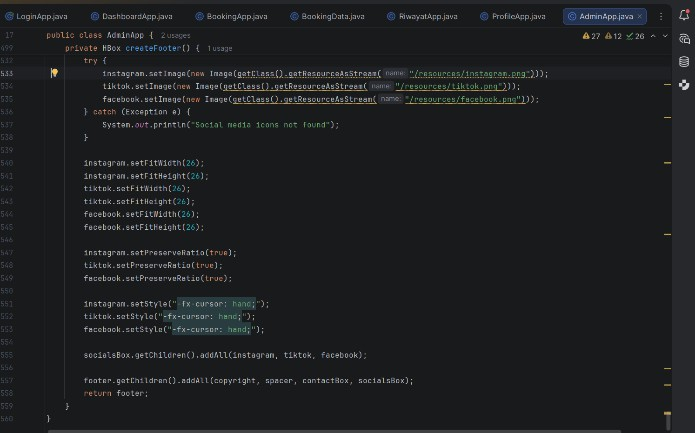 LoginApp.java DashboardApp.java BookingApp.java BookingData.java RiwayatApp.java ProfileApp.java AdminApp.java
17 public class AdminApp { 2 usages 27 12 26
499 private HBox createFooter() { 1 usage
532 try {
533 instagram.setImage(new Image(getClass().getResourceAsStream( name: "/resources/instagram.png")));
534 tiktok.setImage(new Image(getClass().getResourceAsStream( name: "/resources/tiktok.png")));
535 facebook.setImage(new Image(getClass().getResourceAsStream( name: "/resources/facebook.png")));
536 } catch (Exception e) {
537 System.out.println("Social media icons not found");
538 }
539
540 instagram.setFitWidth(26);
541 instagram.setFitHeight(26);
542 tiktok.setFitWidth(26);
543 tiktok.setFitHeight(26);
544 facebook.setFitWidth(26);
545 facebook.setFitHeight(26);
546
547 instagram.setPreserveRatio(true);
548 tiktok.setPreserveRatio(true);
549 facebook.setPreserveRatio(true);
550
551 instagram.setStyle("-fx-cursor: hand;");
552 tiktok.setStyle("-fx-cursor: hand;");
553 facebook.setStyle("-fx-cursor: hand;");
554
555 socialsBox.getChildren().addAll(instagram, tiktok, facebook);
556
557 footer.getChildren().addAll(copyright, spacer, contactBox, socialsBox);
558 return footer;
559 }
560 }